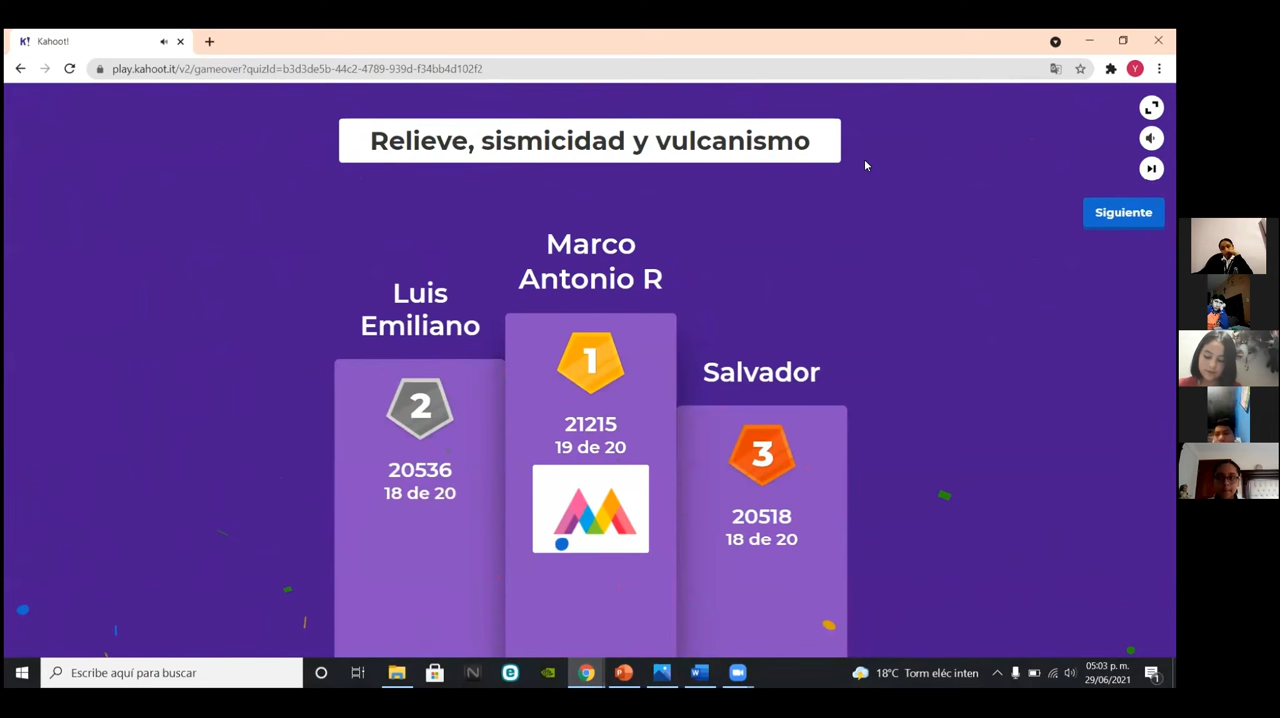 K! Kahoot!
play.kahoot.it/v2/gameover?quizId=b3d3de5b-44c2-4789-939d-f34bb4d102f2
Y
Relieve, sismicidad y vulcanismo
Siguiente
Marco
Antonio R
Luis
Emiliano
Salvador
1
21215
19 de 20
2
20536
18 de 20
3
20518
18 de 20
Escribe aquí para buscar
18°C Torm eléc inten
05:03 p. m.
29/06/2021
1